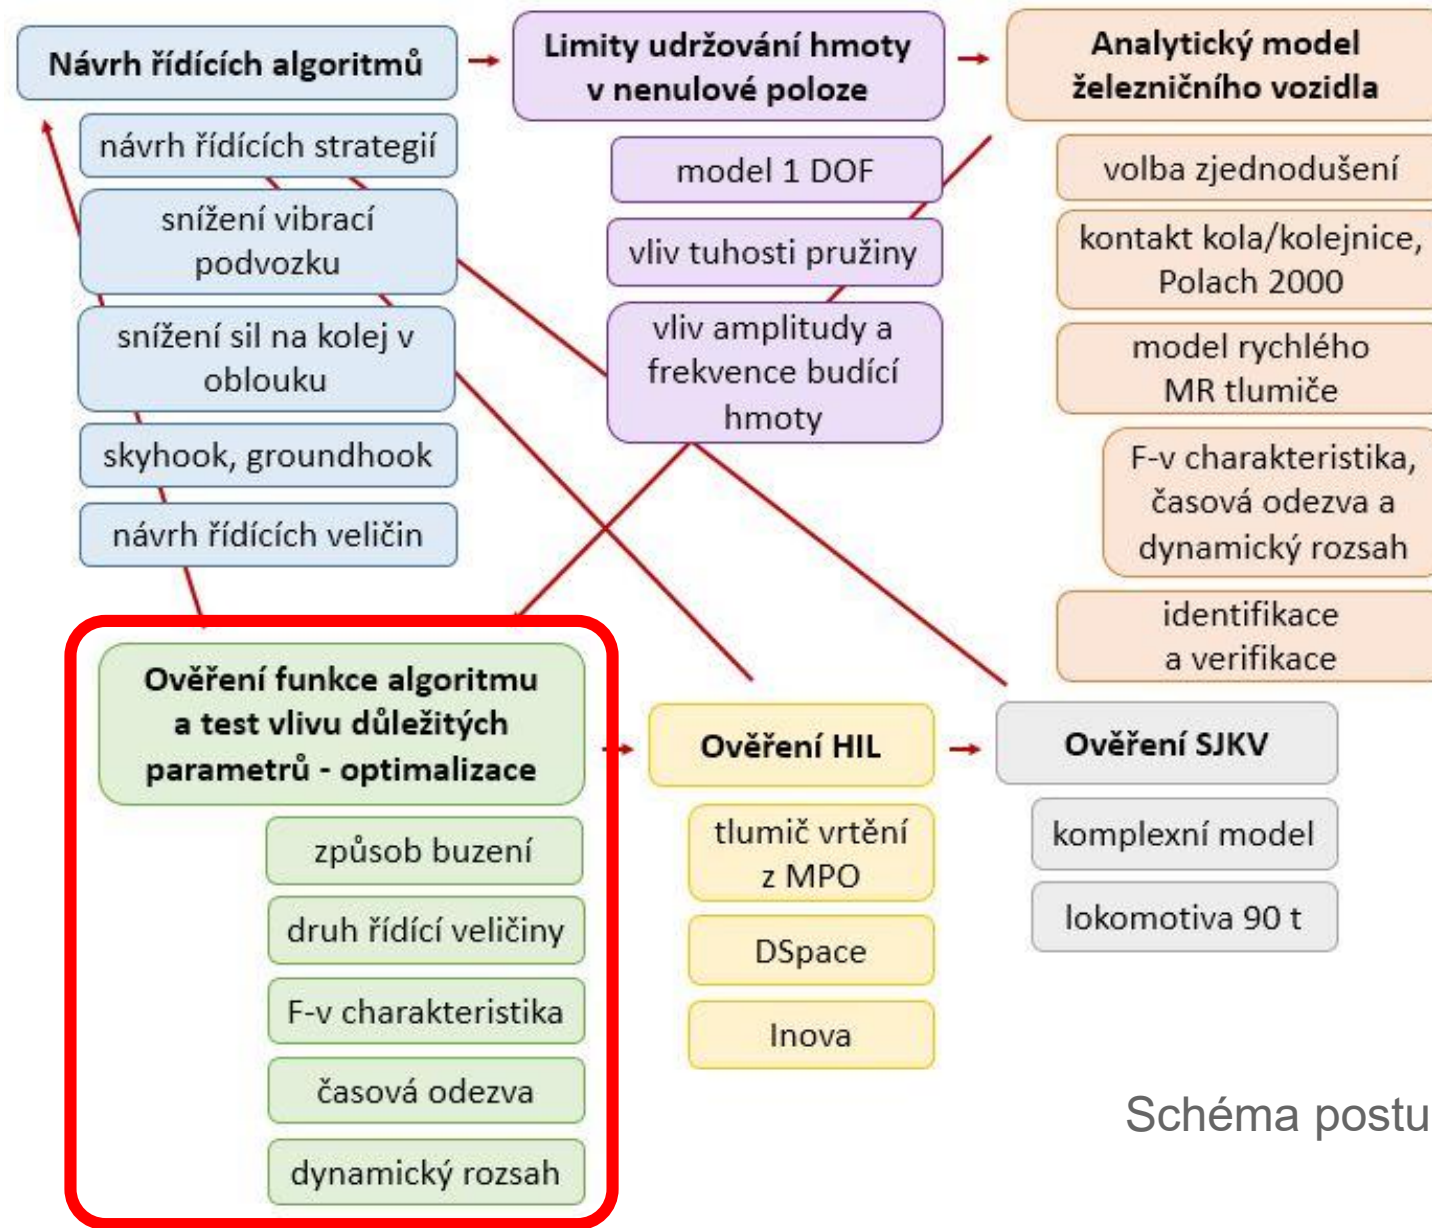 Návrh řídících algoritmů
návrh řídících strategií
snížení vibrací
podvozku
snížení sil na kolej v
oblouku
skyhook, groundhook
návrh řídících veličin
Limity udržování hmoty
v nenulové poloze
model 1 DOF
vliv tuhosti pružiny
vliv amplitudy a
frekvence budící
hmoty
Analytický model
železničního vozidla
volba zjednodušení
kontakt kola/kolejnice,
Polach 2000
model rychlého
MR tlumiče
F-v charakteristika,
časová odezva a
dynamický rozsah
identifikace
a verifikace
Ověření funkce algoritmu
a test vlivu důležitých
parametrů - optimalizace
způsob buzení
druh řídící veličiny
F-v charakteristika
časová odezva
dynamický rozsah
Ověření HIL
tlumič vrtění
z MPO
DSpace
Inova
Ověření SJKV
komplexní model
lokomotiva 90 t
Schéma postu